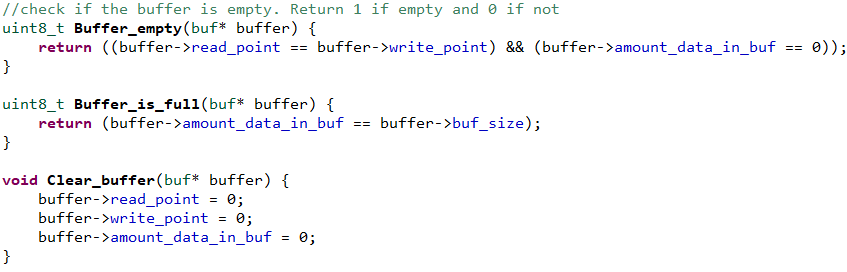 //check if the buffer is empty. Return 1 if empty and 0 if not
uint8_t Buffer_empty(buf* buffer) {
    return ((buffer->read_point == buffer->write_point) && (buffer->amount_data_in_buf == 0));
}

uint8_t Buffer_is_full(buf* buffer) {
    return (buffer->amount_data_in_buf == buffer->buf_size);
}

void Clear_buffer(buf* buffer) {
    buffer->read_point = 0;
    buffer->write_point = 0;
    buffer->amount_data_in_buf = 0;
}